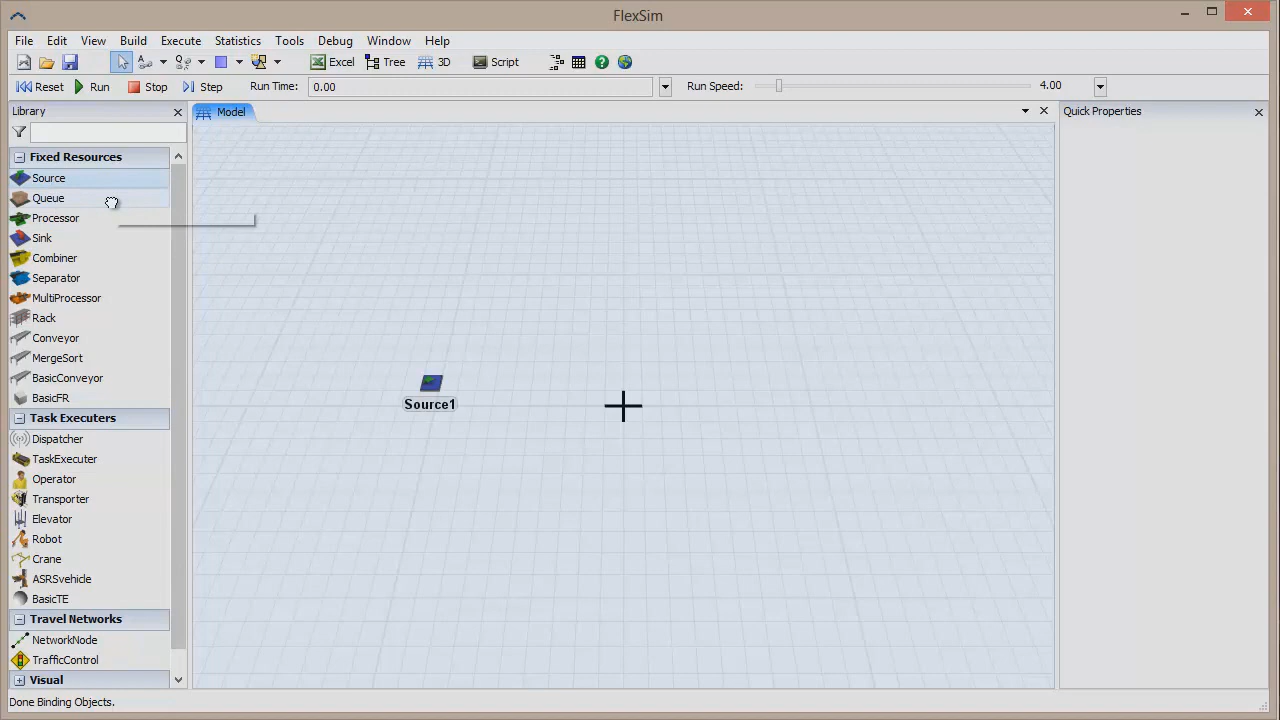 FlexSim
File Edit View Build Execute Statistics Tools Debug Window Help
Excel Tree 3D Script
Reset Run Stop Step Run Time: 0.00 Run Speed: 4.00
Library
Model
Quick Properties
Fixed Resources
Source
Queue
Processor
Sink
Combiner
Separator
MultiProcessor
Rack
Conveyor
MergeSort
BasicConveyor
BasicFR
Task Executers
Dispatcher
TaskExecuter
Operator
Transporter
Elevator
Robot
Crane
ASRSvehicle
BasicTE
Travel Networks
NetworkNode
TrafficControl
Visual
Source1
Done Binding Objects.